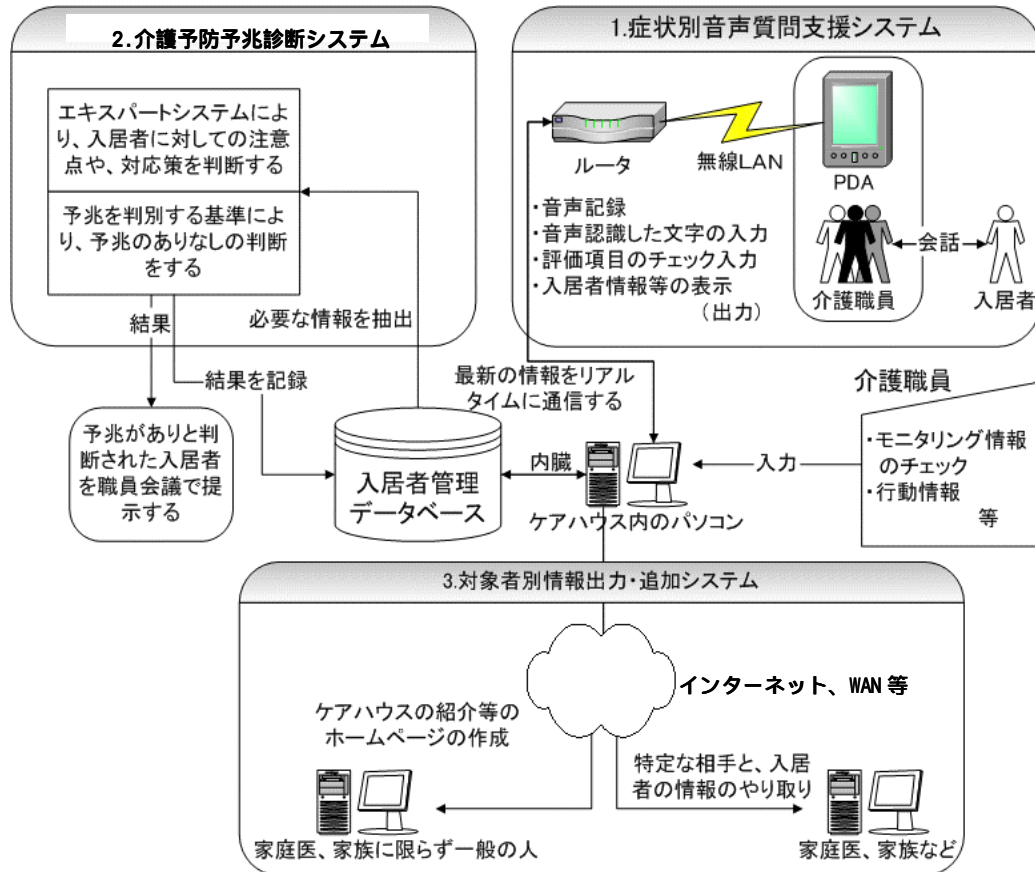 2.介護予防予兆診断システム
エキスパートシステムによ
り、入居者に対しての注意
点や、対応策を判断する
予兆を判別する基準によ
り、予兆のありなしの判断
をする
結果
必要な情報を抽出
結果を記録
予兆がありと判
断された入居者
を職員会議で提
示する
1.症状別音声質問支援システム
ルータ
無線LAN
PDA
・音声記録
・音声認識した文字の入力
・評価項目のチェック入力
・入居者情報等の表示
（出力）
会話
介護職員
入居者
最新の情報をリアル
タイムに通信する
入居者管理
データベース
内臓
ケアハウス内のパソコン
入力
介護職員
・モニタリング情報
のチェック
・行動情報
等
3.対象者別情報出力・追加システム
インターネット、WAN 等
ケアハウスの紹介等の
ホームページの作成
家庭医、家族に限らず一般の人
特定な相手と、入居
者の情報のやり取り
家庭医、家族など